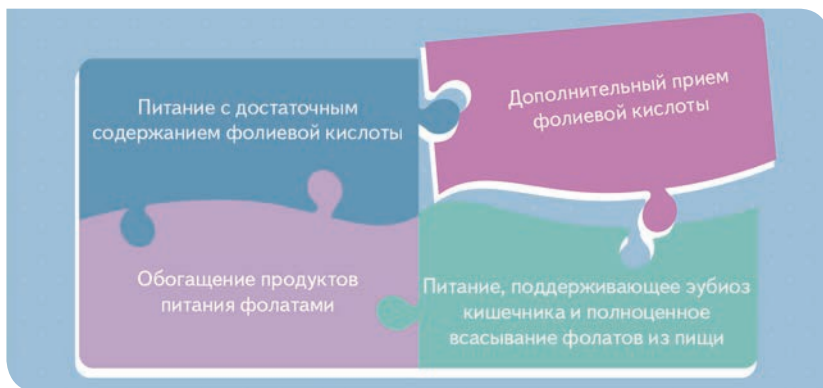 Питание с достаточным
содержанием фолиевой кислоты
Дополнительный прием
фолиевой кислоты
Обогащение продуктов
питания фолатами
Питание, поддерживающее эубиоз
кишечника и полноценное
всасывание фолатов из пищи